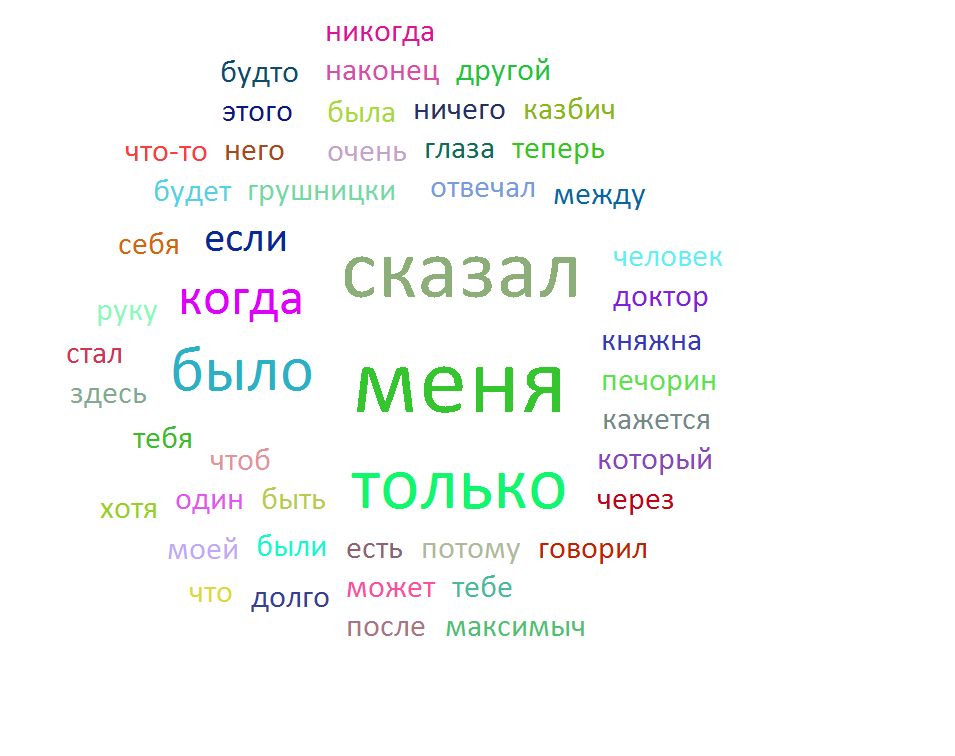 никогда
будто наконец другой
этого была ничего казбич
что-то него очень глаза теперь
будет грушницки отвечал между
себя если
сказал человек
руку когда доктор
стал было княжна
здесь меня печорин
кажется
тебя
чтоб который
хотя один быть только через
моей были есть потому говорил
что долго может тебе
после максимыч